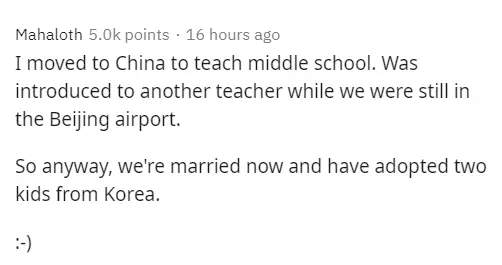 Mahaloth 5.0k points · 16 hours ago
I moved to China to teach middle school. Was
introduced to another teacher while we were still in
the Beijing airport.
So anyway, we're married now and have adopted two
kids from Korea.
:-)